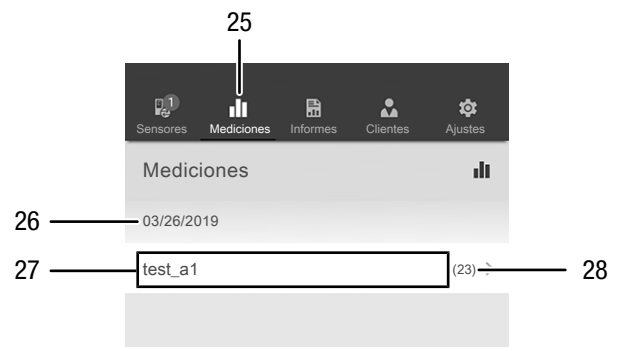 25
1
Sensores Mediciones Informes Clientes Ajustes
Mediciones
26 03/26/2019
27 test_a1 (23) 28